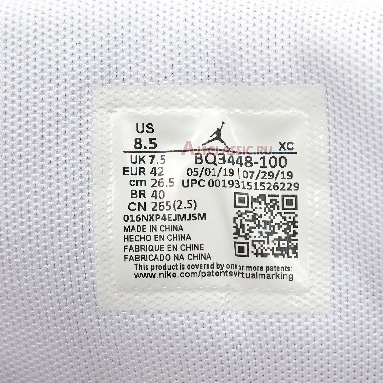 US
8.5
XC
UK 7.5
BQ3448-100
EUR 42
05/01/19
07/29/19
cm 26.5
UPC 00193151526229
BR 40
CN 265(2.5)
016NXP4EJMJSM
MADE IN CHINA
HECHO EN CHINA
FABRIQUE EN CHINE
FABRICADO NA CHINA
This product is covered by one or more patents:
www.nike.com/patentsvirtualmarking